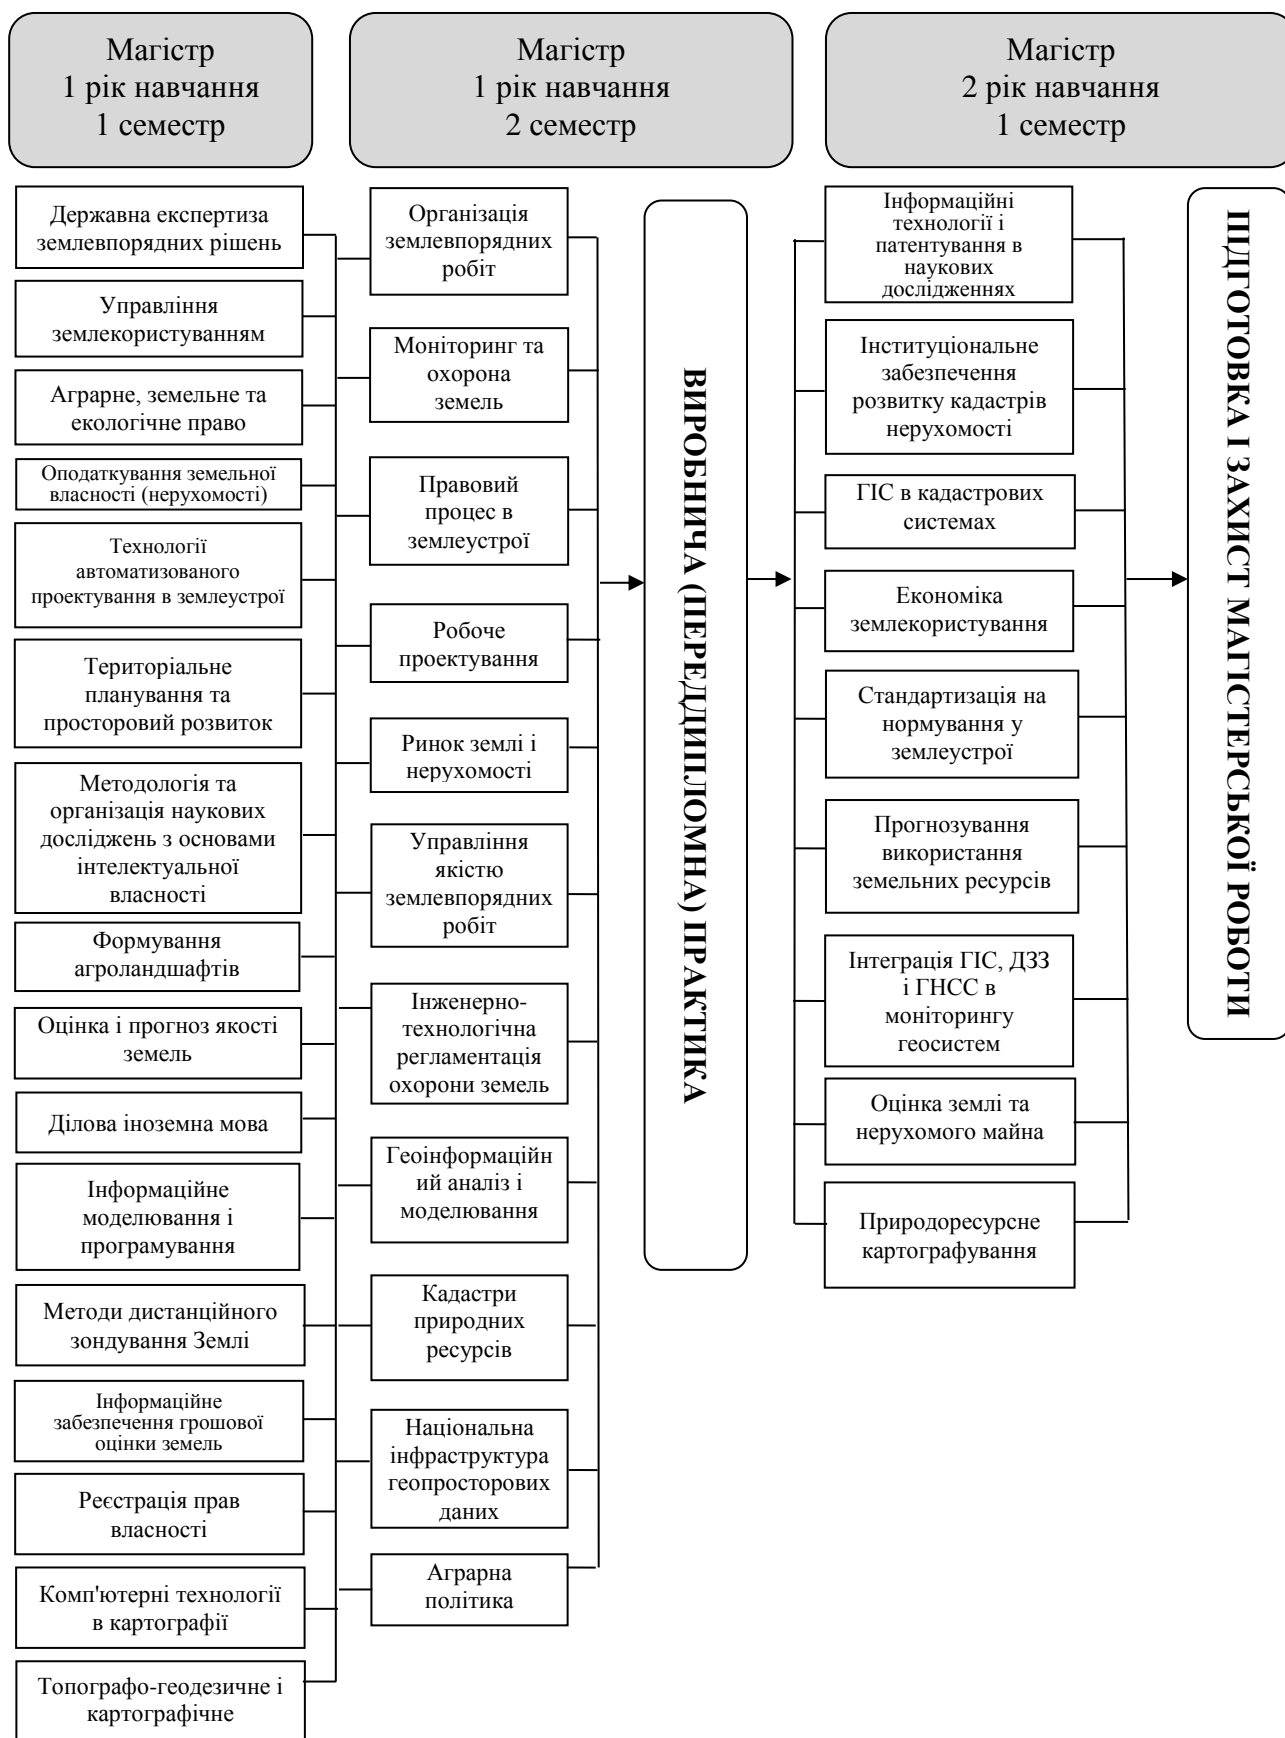 Магістр
1 рік навчання
1 семестр
Магістр
1 рік навчання
2 семестр
Магістр
2 рік навчання
1 семестр
Державна експертиза
землевпорядних рішень
Управління
землекористуванням
Аграрне, земельне та
екологічне право
Оподаткування земельної
власності (нерухомості)
Технології
автоматизованого
проектування в землеустрої
Територіальне
планування та
просторовий розвиток
Методологія та
організація наукових
досліджень з основами
інтелектуальної
власності
Формування
агроландшафтів
Оцінка і прогноз якості
земель
Ділова іноземна мова
Інформаційне
моделювання і
програмування
Методи дистанційного
зондування Землі
Інформаційне
забезпечення грошової
оцінки земель
Реєстрація прав
власності
Комп'ютерні технології
в картографії
Топографо-геодезичне і
картографічне
Організація
землевпорядних
робіт
Моніторинг та
охорона
земель
Правовий
процес в
землеустрої
Робоче
проектування
Ринок землі і
нерухомості
Управління
якістю
землевпорядних
робіт
Інженерно-
технологічна
регламентація
охорони земель
Геоінформаційн
ий аналіз і
моделювання
Кадастри
природних
ресурсів
Національна
інфраструктура
геопросторових
даних
Аграрна
політика
ВИРОБНИЧА (ПЕРЕДДИПЛОМНА) ПРАКТИКА
Інформаційні
технології і
патентування в
наукових
дослідженнях
Інституціональне
забезпечення
розвитку кадастрів
нерухомості
ГІС в кадастрових
системах
Економіка
землекористування
Стандартизація на
нормування у
землеустрої
Прогнозування
використання
земельних ресурсів
Інтеграція ГІС, ДЗЗ
і ГНСС в
моніторингу
геосистем
Оцінка землі та
нерухомого майна
Природоресурсне
картографування
ПІДГОТОВКА І ЗАХИСТ МАГІСТЕРСЬКОЇ РОБОТИ